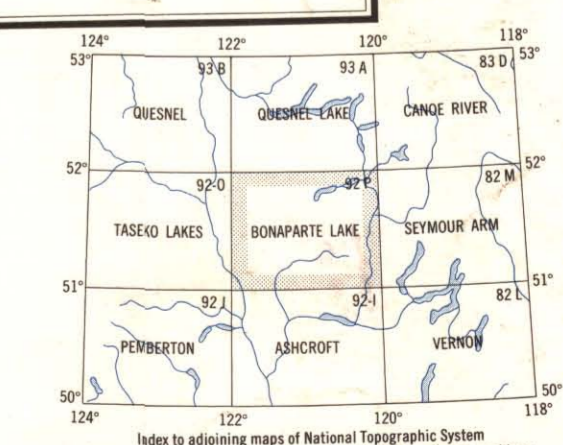 124° 122° 120° 118°
53° 93 B 93 A 83 D 53°
QUESNEL QUESNEL LAKE CANOE RIVER
52° 92-O 92 P 82 M 52°
TASEKO LAKES BONAPARTE LAKE SEYMOUR ARM
51° 92 J 92-I 82 L 51°
PEMBERTON ASHCROFT VERNON
50° 50°
124° 122° 120° 118°
Index to adjoining maps of National Topographic System